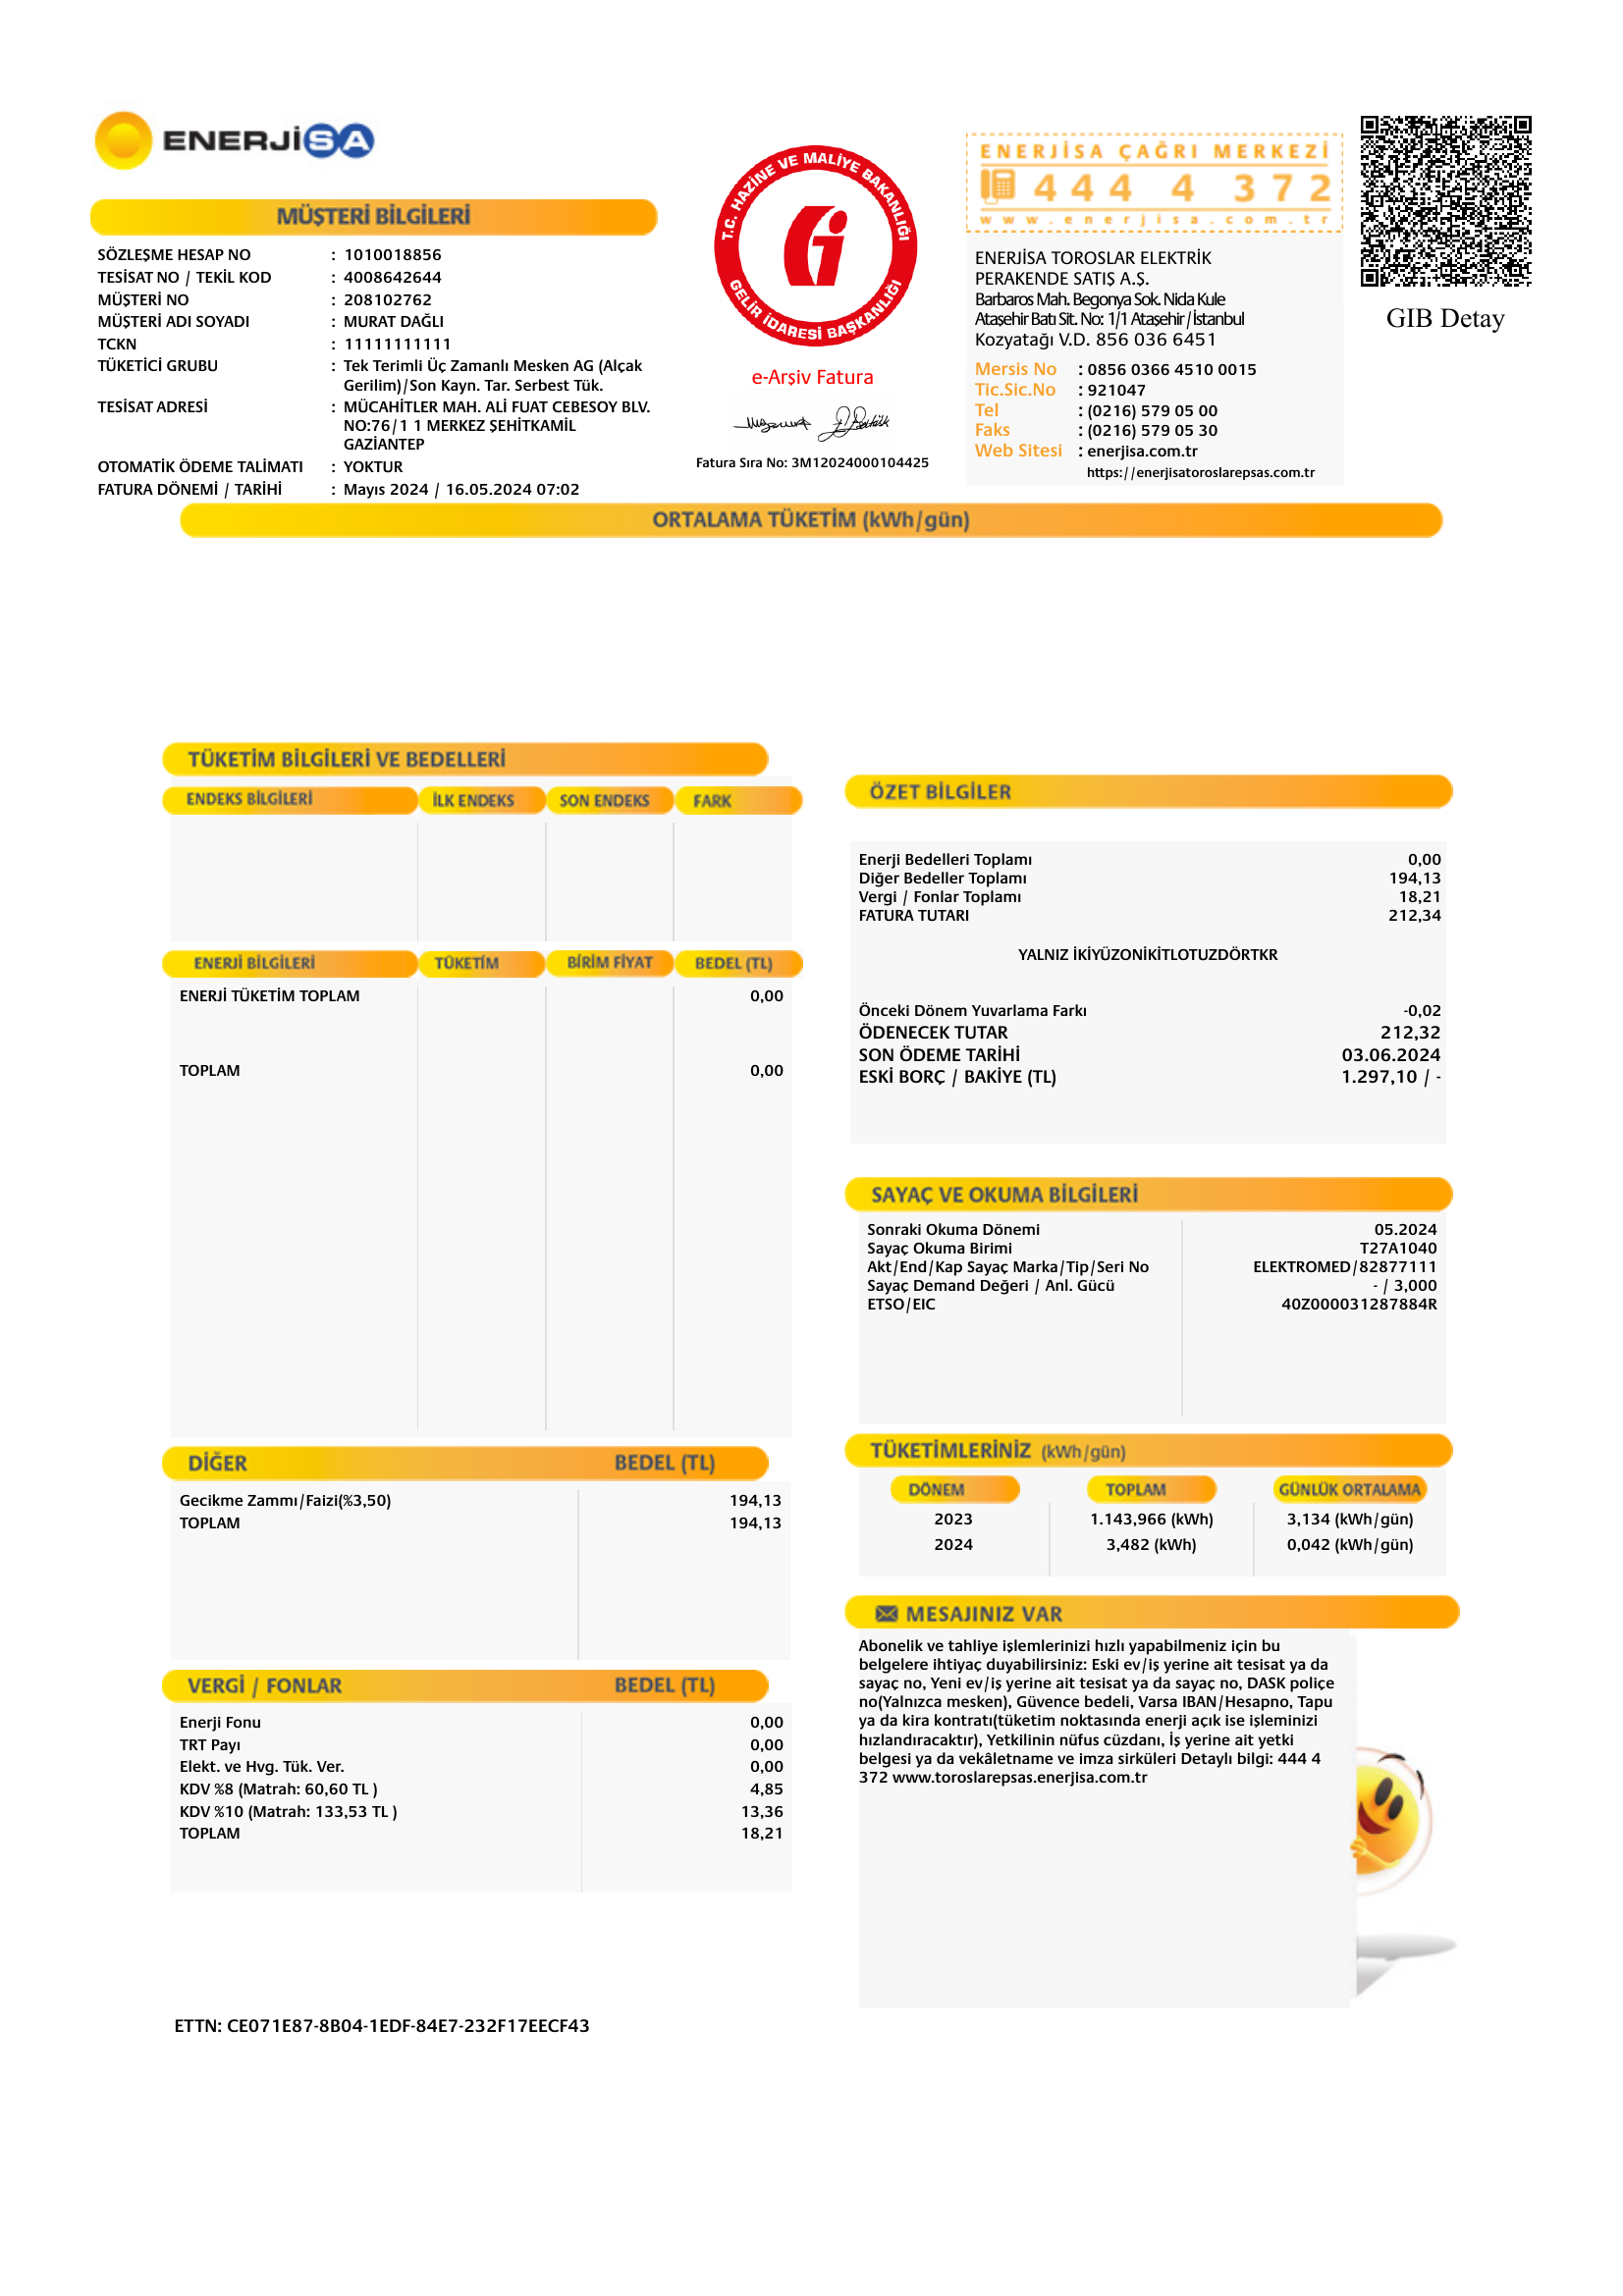 ENERJİSA
MÜŞTERİ BİLGİLERİ
SÖZLEŞME HESAP NO : 1010018856
TESİSAT NO / TEKİL KOD : 4008642644
MÜŞTERİ NO : 208102762
MÜŞTERİ ADI SOYADI : MURAT DAĞLI
TCKN : 11111111111
TÜKETİCİ GRUBU : Tek Terimli Üç Zamanlı Mesken AG (Alçak
Gerilim)/Son Kayn. Tar. Serbest Tük.
TESİSAT ADRESİ : MÜCAHİTLER MAH. ALİ FUAT CEBESOY BLV.
NO:76/1 1 MERKEZ ŞEHİTKAMİL
GAZİANTEP
OTOMATİK ÖDEME TALİMATI : YOKTUR
FATURA DÖNEMİ / TARİHİ : Mayıs 2024 / 16.05.2024 07:02
T.C. HAZİNE VE MALİYE BAKANLIĞI
GELİR İDARESİ BAŞKANLIĞI
e-Arşiv Fatura
Fatura Sıra No: 3M12024000104425
ENERJİSA ÇAĞRI MERKEZİ
444 4 372
www.enerjisa.com.tr
ENERJİSA TOROSLAR ELEKTRİK
PERAKENDE SATIŞ A.Ş.
Barbaros Mah. Begonya Sok. Nida Kule
Ataşehir Batı Sit. No: 1/1 Ataşehir/İstanbul
Kozyatağı V.D. 856 036 6451
Mersis No : 0856 0366 4510 0015
Tic.Sic.No : 921047
Tel : (0216) 579 05 00
Faks : (0216) 579 05 30
Web Sitesi : enerjisa.com.tr
https://enerjisatoroslarepsas.com.tr
GIB Detay
ORTALAMA TÜKETİM (kWh/gün)
TÜKETİM BİLGİLERİ VE BEDELLERİ
ENDEKS BİLGİLERİ İLK ENDEKS SON ENDEKS FARK
ENERJİ BİLGİLERİ TÜKETİM BİRİM FİYAT BEDEL (TL)
ENERJİ TÜKETİM TOPLAM 0,00
TOPLAM 0,00
DİĞER BEDEL (TL)
Gecikme Zammı/Faizi(%3,50) 194,13
TOPLAM 194,13
VERGİ / FONLAR BEDEL (TL)
Enerji Fonu 0,00
TRT Payı 0,00
Elekt. ve Hvg. Tük. Ver. 0,00
KDV %8 (Matrah: 60,60 TL ) 4,85
KDV %10 (Matrah: 133,53 TL ) 13,36
TOPLAM 18,21
ÖZET BİLGİLER
Enerji Bedelleri Toplamı 0,00
Diğer Bedeller Toplamı 194,13
Vergi / Fonlar Toplamı 18,21
FATURA TUTARI 212,34
YALNIZ İKİYÜZONİKİTLOTUZDÖRTKR
Önceki Dönem Yuvarlama Farkı -0,02
ÖDENECEK TUTAR 212,32
SON ÖDEME TARİHİ 03.06.2024
ESKİ BORÇ / BAKİYE (TL) 1.297,10 / -
SAYAÇ VE OKUMA BİLGİLERİ
Sonraki Okuma Dönemi 05.2024
Sayaç Okuma Birimi T27A1040
Akt/End/Kap Sayaç Marka/Tip/Seri No ELEKTROMED/82877111
Sayaç Demand Değeri / Anl. Gücü - / 3,000
ETSO/EIC 40Z000031287884R
TÜKETİMLERİNİZ (kWh/gün)
DÖNEM TOPLAM GÜNLÜK ORTALAMA
2023 1.143,966 (kWh) 3,134 (kWh/gün)
2024 3,482 (kWh) 0,042 (kWh/gün)
MESAJINIZ VAR
Abonelik ve tahliye işlemlerinizi hızlı yapabilmeniz için bu
belgelere ihtiyaç duyabilirsiniz: Eski ev/iş yerine ait tesisat ya da
sayaç no, Yeni ev/iş yerine ait tesisat ya da sayaç no, DASK poliçe
no(Yalnızca mesken), Güvence bedeli, Varsa IBAN/Hesapno, Tapu
ya da kira kontratı(tüketim noktasında enerji açık ise işleminizi
hızlandıracaktır), Yetkilinin nüfus cüzdanı, İş yerine ait yetki
belgesi ya da vekâletname ve imza sirküleri Detaylı bilgi: 444 4
372 www.toroslarepsas.enerjisa.com.tr
ETTN: CE071E87-8B04-1EDF-84E7-232F17EECF43